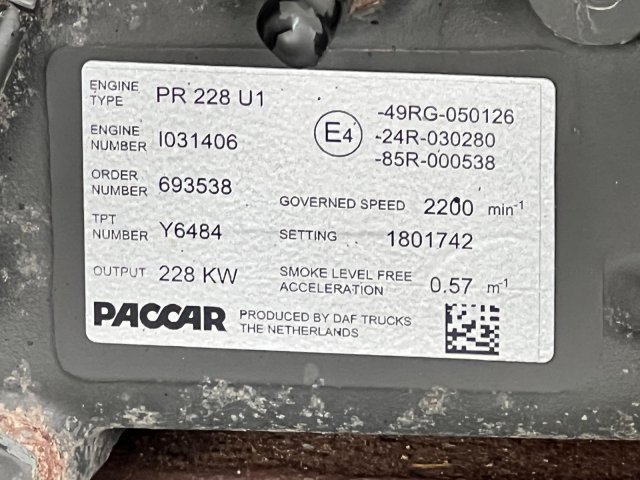 ENGINE TYPE PR 228 U1
ENGINE NUMBER I031406
ORDER NUMBER 693538
TPT NUMBER Y6484
OUTPUT 228 KW
E4
-49RG-050126
-24R-030280
-85R-000538
GOVERNED SPEED 2200 min-1
SETTING 1801742
SMOKE LEVEL FREE ACCELERATION 0.57 m-1
PACCAR
PRODUCED BY DAF TRUCKS
THE NETHERLANDS